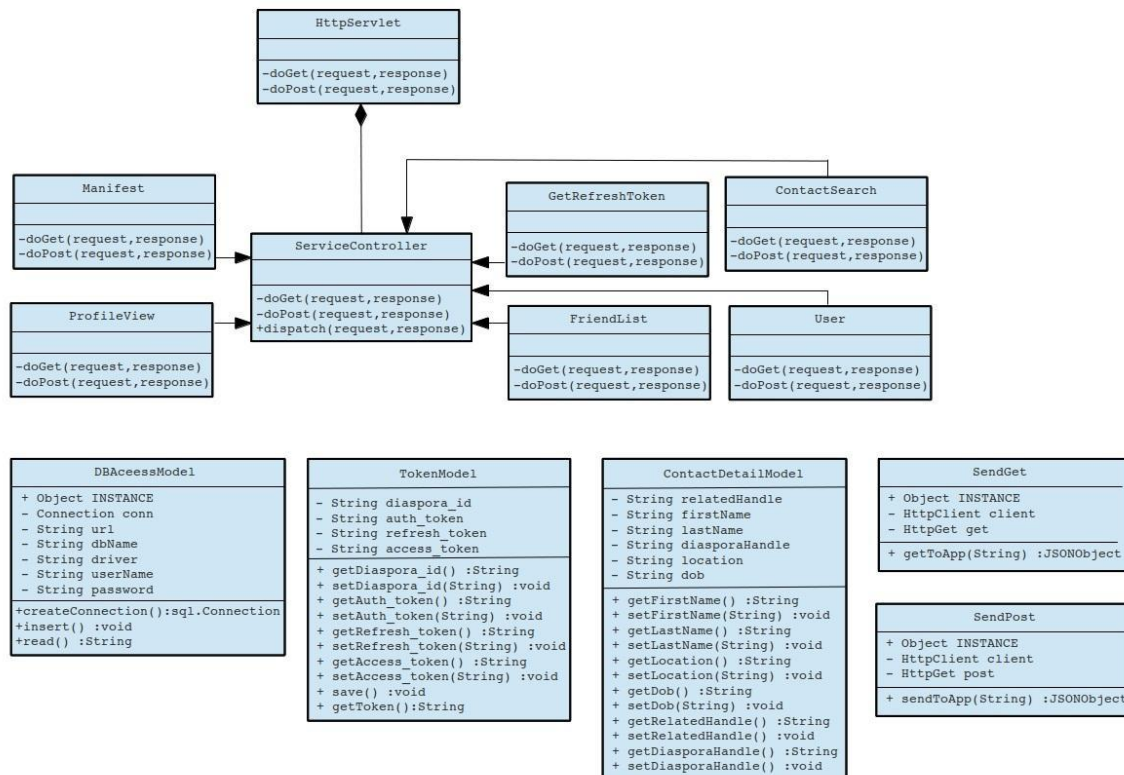 HttpServlet
-doGet(request,response)
-doPost(request,response)
Manifest
-doGet(request,response)
-doPost(request,response)
GetRefreshToken
-doGet(request,response)
-doPost(request,response)
ContactSearch
-doGet(request,response)
-doPost(request,response)
ServiceController
-doGet(request,response)
-doPost(request,response)
+dispatch(request,response)
ProfileView
-doGet(request,response)
-doPost(request,response)
FriendList
-doGet(request,response)
-doPost(request,response)
User
-doGet(request,response)
-doPost(request,response)
DBAceessModel
+ Object INSTANCE
- Connection conn
- String url
- String dbName
- String driver
- String userName
- String password
+createConnection():sql.Connection
+insert() :void
+read() :String
TokenModel
- String diaspora_id
- String auth_token
- String refresh_token
- String access_token
+ getDiaspora_id() :String
+ setDiaspora_id(String) :void
+ getAuth_token() :String
+ setAuth_token(String) :void
+ getRefresh_token() :String
+ setRefresh_token(String) :void
+ getAccess_token() :String
+ setAccess_token(String) :void
+ save() :void
+ getToken():String
ContactDetailModel
- String relatedHandle
- String firstName
- String lastName
- String diasporaHandle
- String location
- String dob
+ getFirstName() :String
+ setFirstName(String) :void
+ getLastName() :String
+ setLastName(String) :void
+ getLocation() :String
+ setLocation(String) :void
+ getDob() :String
+ setDob(String) :void
+ getRelatedHandle() :String
+ setRelatedHandle() :void
+ getDiasporaHandle() :String
+ setDiasporaHandle() :void
SendGet
+ Object INSTANCE
- HttpClient client
- HttpGet get
+ getToApp(String) :JSONObject
SendPost
+ Object INSTANCE
- HttpClient client
- HttpGet post
+ sendToApp(String) :JSONObject